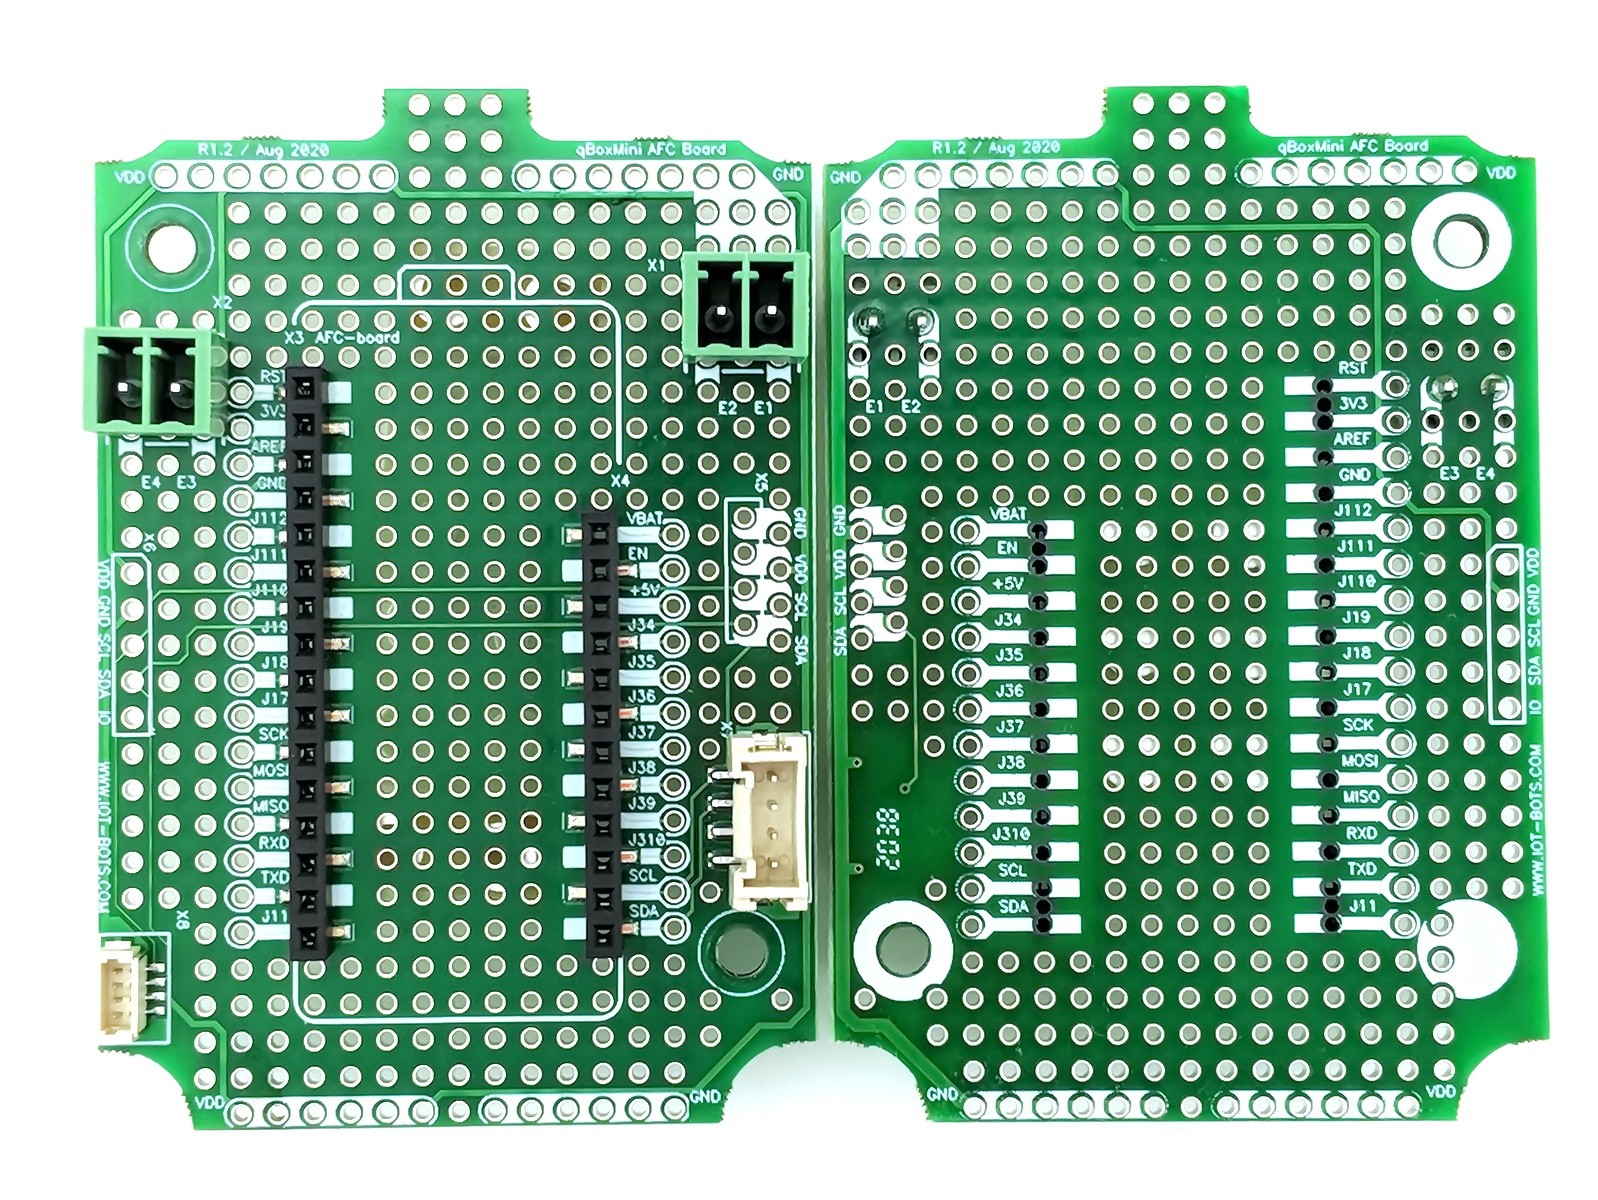 R1.2 / Aug 2020
qBoxMini AFC Board
VDD
GND
X2
X1
X3 AFC-board
RST
3V3
AREF
GND
J112
J111
J110
J19
J18
J17
SCK
MOSI
MISO
RXD
TXD
J11
E2 E1
E4 E3
X4
VBAT
EN
+5V
J34
J35
J36
J37
J38
J39
J310
SCL
SDA
X5
GND VDD SCL SDA
X6
VDD GND SCL SDA IO
WWW.IOT-BOTS.COM
X8
VDD
GND
R1.2 / Aug 2020
qBoxMini AFC Board
GND
VDD
E1 E2
RST
3V3
AREF
GND
J112
J111
J110
J19
J18
J17
SCK
MOSI
MISO
RXD
TXD
J11
E3 E4
VBAT
EN
+5V
J34
J35
J36
J37
J38
J39
J310
SCL
SDA
SDA SCL VDD GND
IO SDA SCL GND VDD
2038
WWW.IOT-BOTS.COM
GND
VDD